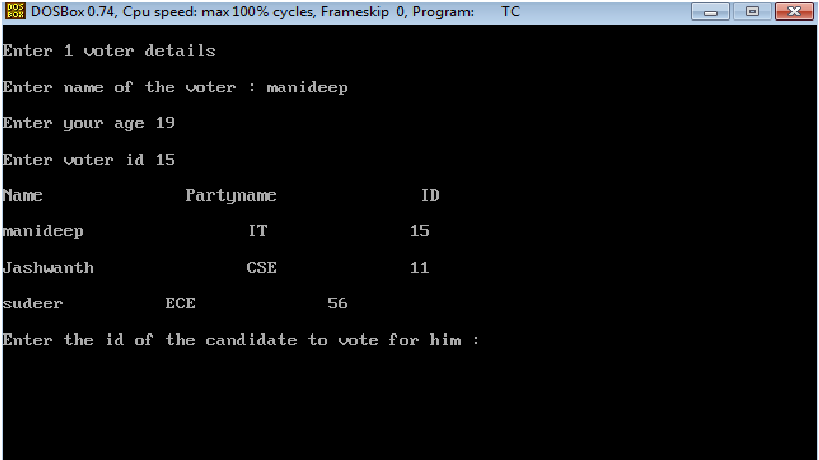 DOSBox 0.74, Cpu speed: max 100% cycles, Frameskip 0, Program: TC
Enter 1 voter details
Enter name of the voter : manideep
Enter your age 19
Enter voter id 15
Name Partyname ID
manideep IT 15
Jashwanth CSE 11
sudeer ECE 56
Enter the id of the candidate to vote for him :